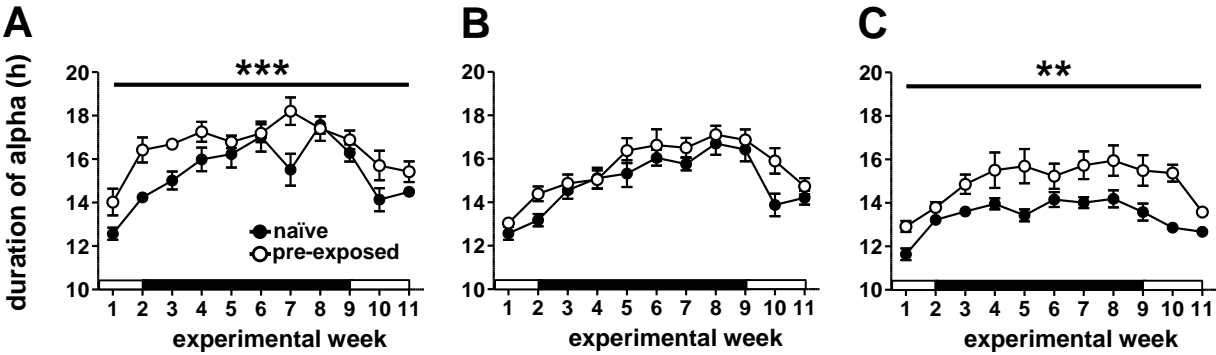 A
B
C
duration of alpha (h)
20
18
16
14
12
10
***
naïve
pre-exposed
1 2 3 4 5 6 7 8 9 10 11
experimental week
20
18
16
14
12
10
1 2 3 4 5 6 7 8 9 10 11
experimental week
20
18
16
14
12
10
**
1 2 3 4 5 6 7 8 9 10 11
experimental week